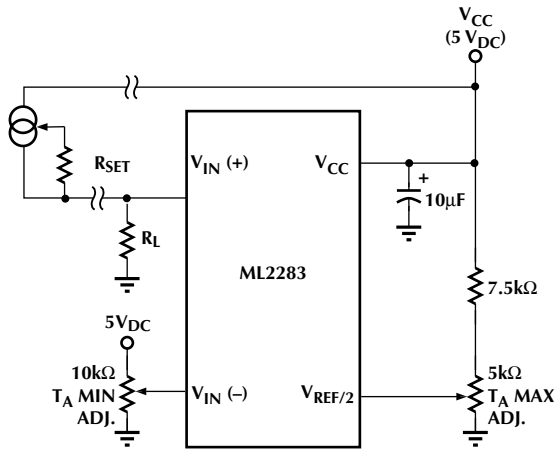 V_CC
(5 V_DC)
R_SET
V_IN (+)
V_CC
+
10µF
R_L
ML2283
7.5kΩ
5V_DC
10kΩ
T_A MIN
ADJ.
V_IN (–)
V_REF/2
5kΩ
T_A MAX
ADJ.